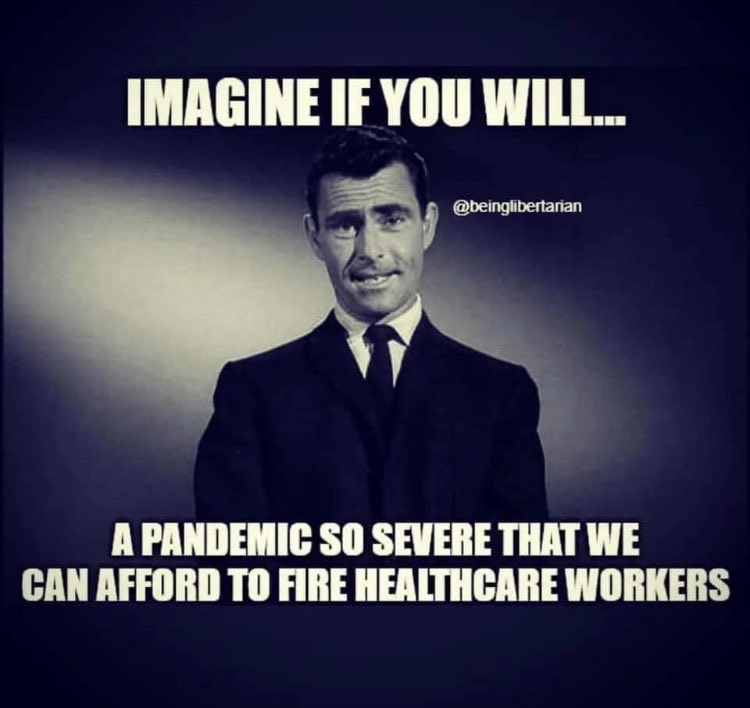 IMAGINE IF YOU WILL...
@beinglibertarian
A PANDEMIC SO SEVERE THAT WE
CAN AFFORD TO FIRE HEALTHCARE WORKERS